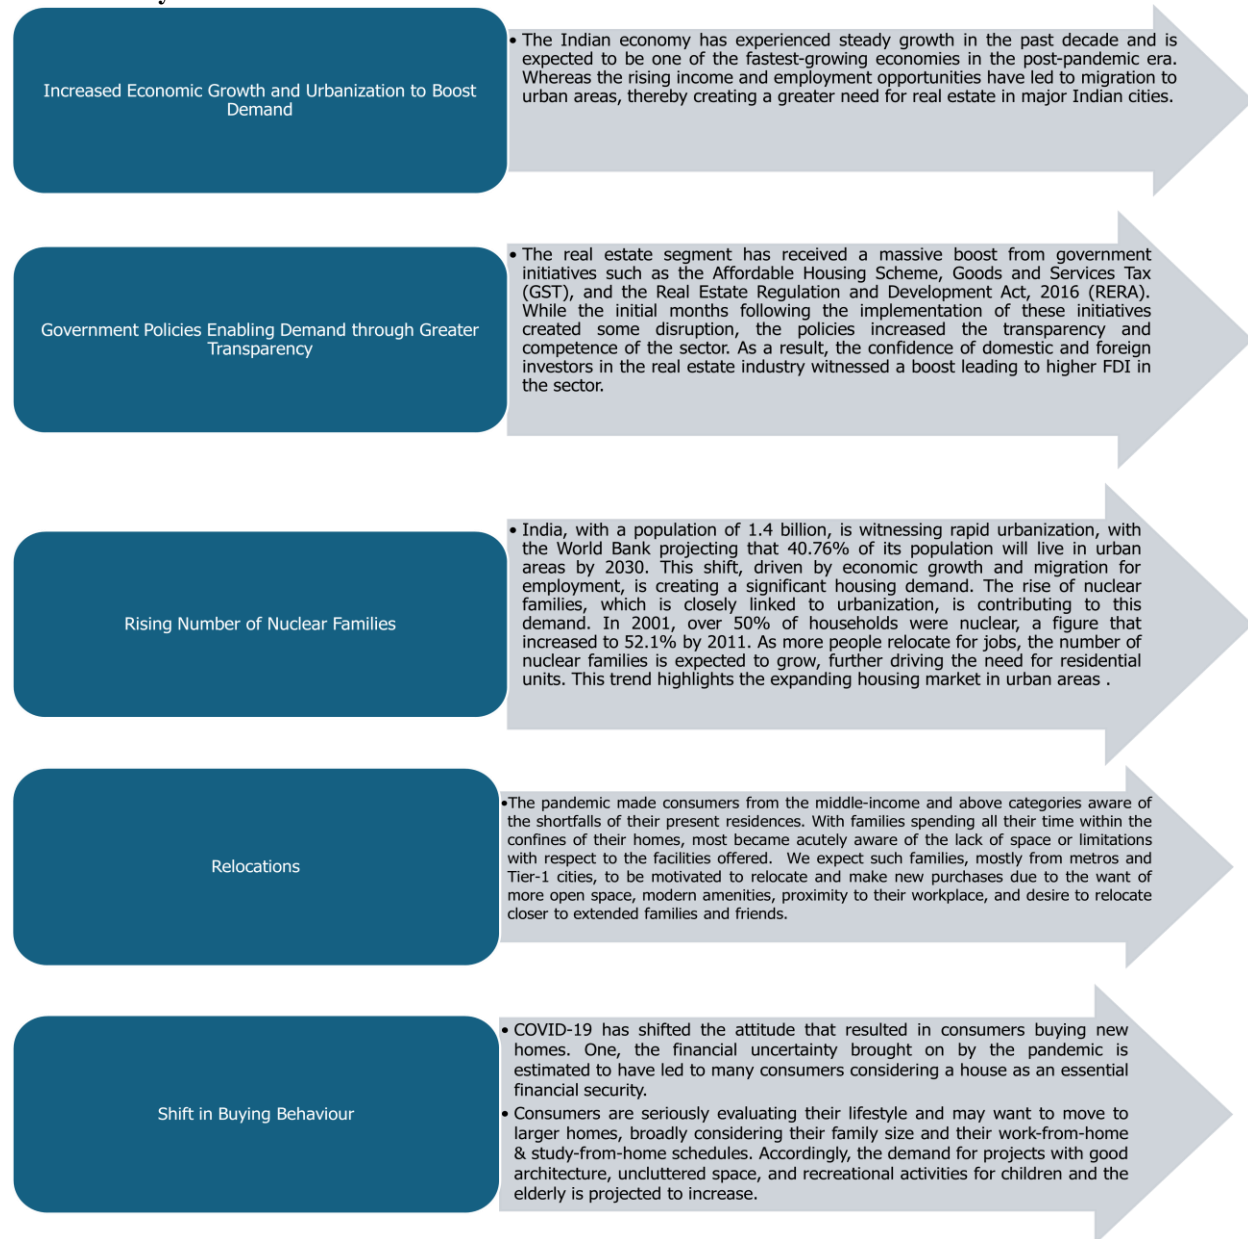 Increased Economic Growth and Urbanization to Boost
Demand
• The Indian economy has experienced steady growth in the past decade and is
expected to be one of the fastest-growing economies in the post-pandemic era.
Whereas the rising income and employment opportunities have led to migration to
urban areas, thereby creating a greater need for real estate in major Indian cities.
Government Policies Enabling Demand through Greater
Transparency
• The real estate segment has received a massive boost from government
initiatives such as the Affordable Housing Scheme, Goods and Services Tax
(GST), and the Real Estate Regulation and Development Act, 2016 (RERA).
While the initial months following the implementation of these initiatives
created some disruption, the policies increased the transparency and
competence of the sector. As a result, the confidence of domestic and foreign
investors in the real estate industry witnessed a boost leading to higher FDI in
the sector.
Rising Number of Nuclear Families
• India, with a population of 1.4 billion, is witnessing rapid urbanization, with
the World Bank projecting that 40.76% of its population will live in urban
areas by 2030. This shift, driven by economic growth and migration for
employment, is creating a significant housing demand. The rise of nuclear
families, which is closely linked to urbanization, is contributing to this
demand. In 2001, over 50% of households were nuclear, a figure that
increased to 52.1% by 2011. As more people relocate for jobs, the number of
nuclear families is expected to grow, further driving the need for residential
units. This trend highlights the expanding housing market in urban areas .
Relocations
•The pandemic made consumers from the middle-income and above categories aware of
the shortfalls of their present residences. With families spending all their time within the
confines of their homes, most became acutely aware of the lack of space or limitations
with respect to the facilities offered.  We expect such families, mostly from metros and
Tier-1 cities, to be motivated to relocate and make new purchases due to the want of
more open space, modern amenities, proximity to their workplace, and desire to relocate
closer to extended families and friends.
Shift in Buying Behaviour
• COVID-19 has shifted the attitude that resulted in consumers buying new
homes. One, the financial uncertainty brought on by the pandemic is
estimated to have led to many consumers considering a house as an essential
financial security.
• Consumers are seriously evaluating their lifestyle and may want to move to
larger homes, broadly considering their family size and their work-from-home
& study-from-home schedules. Accordingly, the demand for projects with good
architecture, uncluttered space, and recreational activities for children and the
elderly is projected to increase.